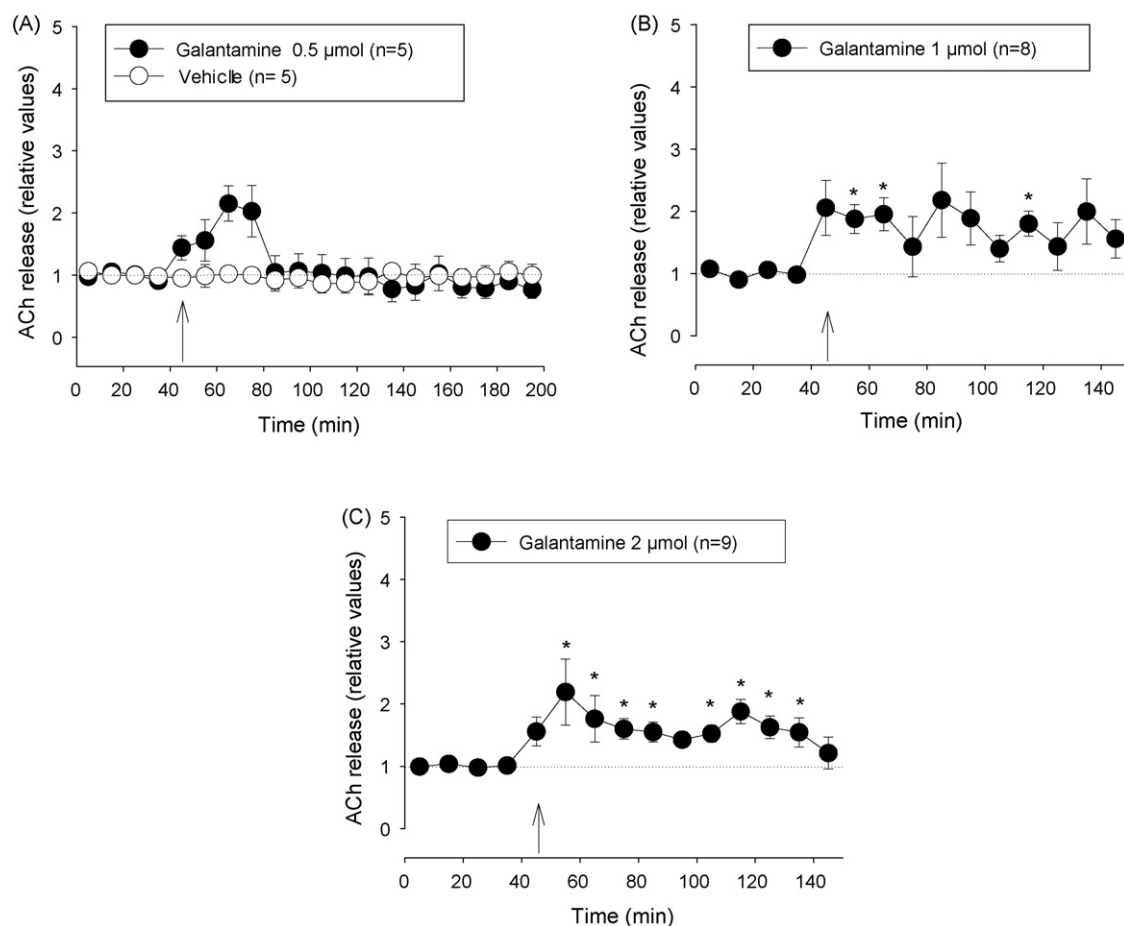 (A)
Galantamine 0.5 µmol (n=5)
Vehiclle (n= 5)
ACh release (relative values)
5
4
3
2
1
0
0 20 40 60 80 100 120 140 160 180 200
Time (min)
(B)
Galantamine 1 µmol (n=8)
ACh release (relative values)
5
4
3
2
1
0
* * *
0 20 40 60 80 100 120 140
Time (min)
(C)
Galantamine 2 µmol (n=9)
ACh release (relative values)
5
4
3
2
1
0
* * * * * * * *
0 20 40 60 80 100 120 140
Time (min)